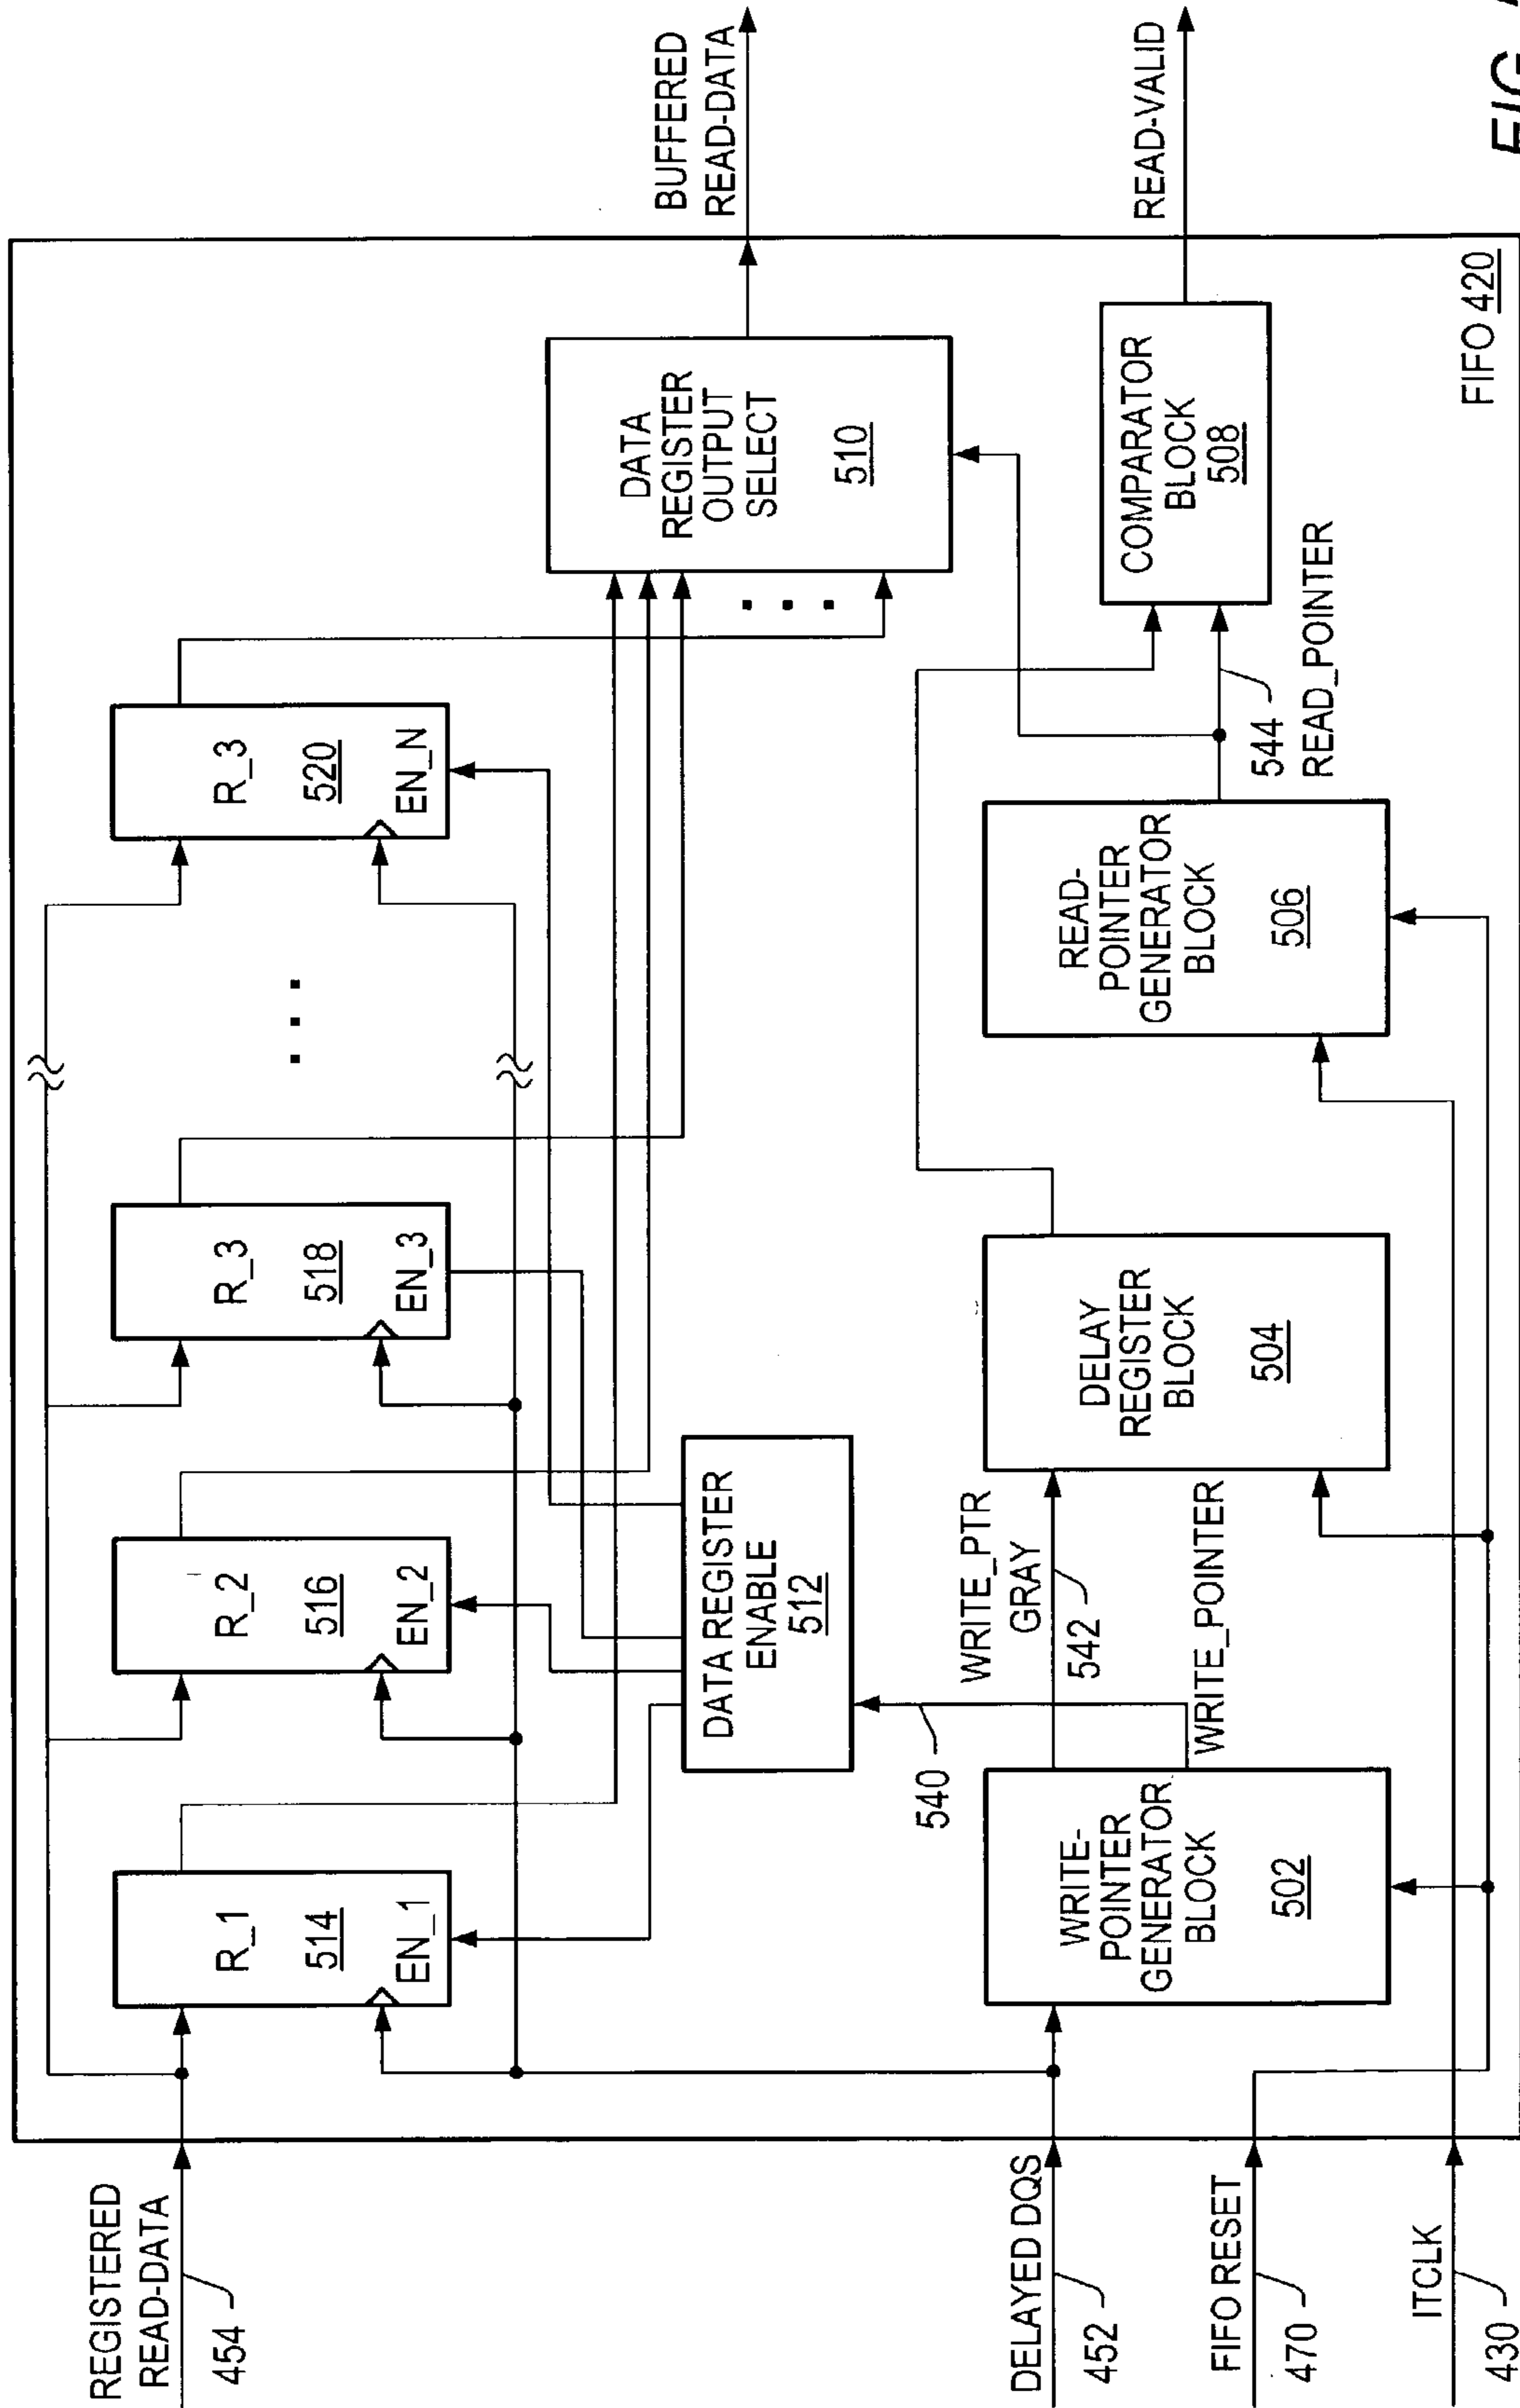 REGISTERED
READ-DATA
454
DELAYED DQS
452
FIFO RESET
470
ITCLK
430
R_1
514
EN_1
R_2
516
EN_2
R_3
518
EN_3
R_3
520
EN_N
DATA REGISTER
ENABLE
512
DATA
REGISTER
OUTPUT
SELECT
510
BUFFERED
READ-DATA
540
WRITE-
POINTER
GENERATOR
BLOCK
502
WRITE_PTR
GRAY
542
WRITE_POINTER
DELAY
REGISTER
BLOCK
504
READ-
POINTER
GENERATOR
BLOCK
506
544
READ_POINTER
COMPARATOR
BLOCK
508
READ-VALID
FIFO 420
FIG.